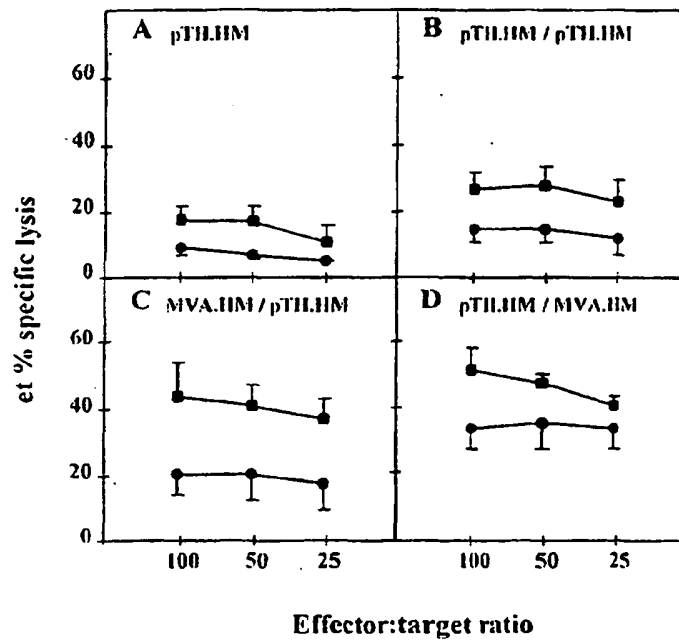 A pTH.HM
B pTH.HM / pTH.HM
60
40
20
0
C MVA.HM / pTH.HM
D pTH.HM / MVA.HM
60
40
20
0
100 50 25
100 50 25
et % specific lysis
Effector:target ratio